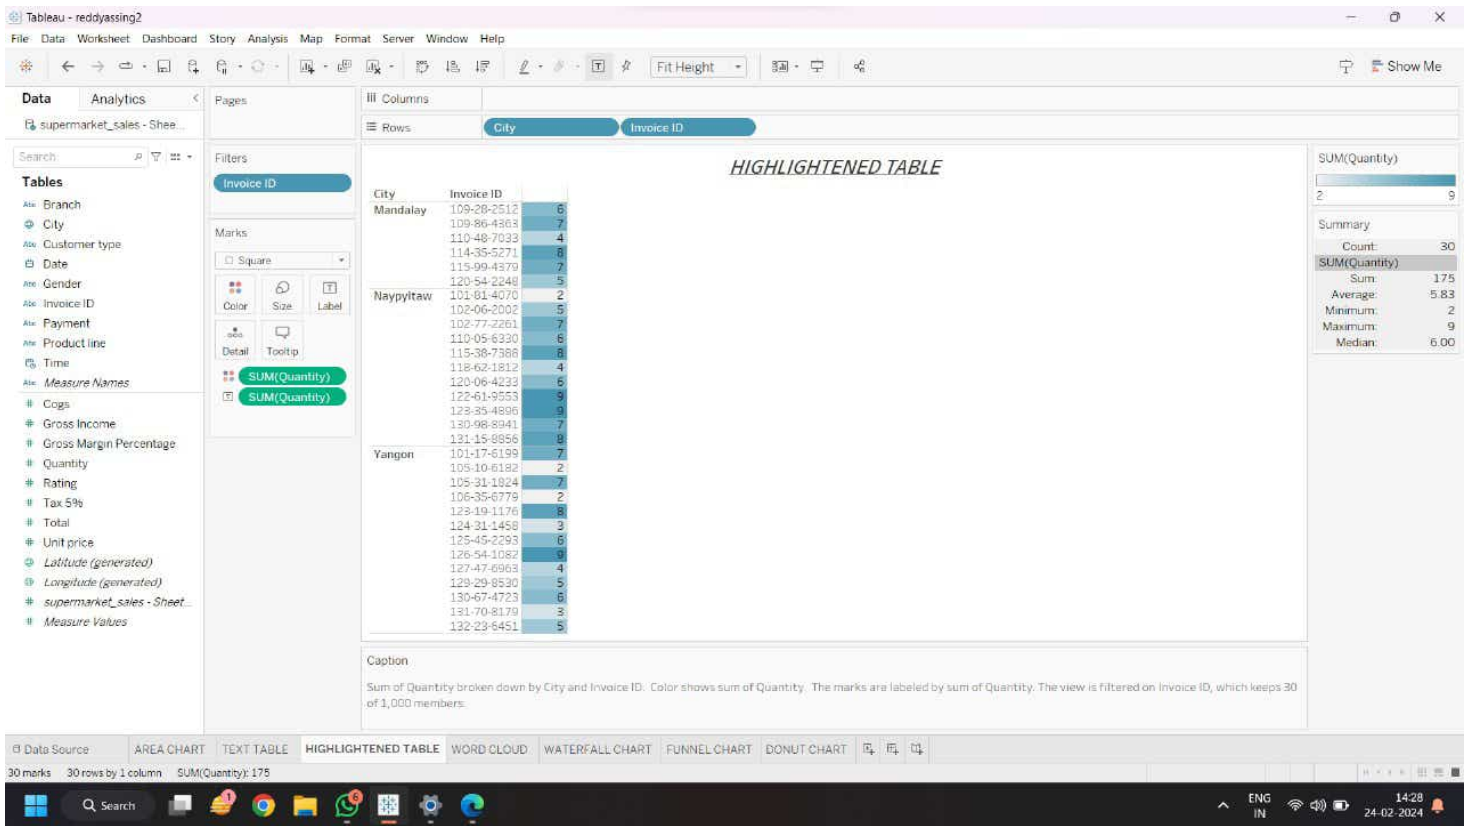 Tableau - reddyassing2
File Data Worksheet Dashboard Story Analysis Map Format Server Window Help
Fit Height
Show Me
Data Analytics
supermarket_sales - Shee...
Search
Tables
Abc Branch
City
Abc Customer type
Date
Abc Gender
Abc Invoice ID
Abc Payment
Abc Product line
Time
Abc Measure Names
# Cogs
# Gross Income
# Gross Margin Percentage
# Quantity
# Rating
# Tax 5%
# Total
# Unit price
Latitude (generated)
Longitude (generated)
# supermarket_sales - Sheet...
# Measure Values
Pages
Filters
Invoice ID
Marks
Square
Color Size Label
Detail Tooltip
SUM(Quantity)
SUM(Quantity)
Columns
Rows City Invoice ID
HIGHLIGHTENED TABLE
City Invoice ID
Mandalay 109-28-2512 6
109-86-4363 7
110-48-7033 4
114-35-5271 8
115-99-4379 7
120-54-2248 5
Naypyitaw 101-81-4070 2
102-06-2002 5
102-77-2261 7
110-05-6330 6
115-38-7388 8
118-62-1812 4
120-06-4233 6
122-61-9553 9
123-35-4896 9
130-98-8941 7
131-15-8856 8
Yangon 101-17-6199 7
105-10-6182 2
105-31-1824 7
106-35-6779 2
123-19-1176 8
124-31-1458 3
125-45-2293 6
126-54-1082 9
127-47-6963 4
129-29-8530 5
130-67-4723 6
131-70-8179 3
132-23-6451 5
Caption
Sum of Quantity broken down by City and Invoice ID. Color shows sum of Quantity. The marks are labeled by sum of Quantity. The view is filtered on Invoice ID, which keeps 30
of 1,000 members.
SUM(Quantity)
2 9
Summary
Count: 30
SUM(Quantity)
Sum: 175
Average: 5.83
Minimum: 2
Maximum: 9
Median: 6.00
Data Source AREA CHART TEXT TABLE HIGHLIGHTENED TABLE WORD CLOUD WATERFALL CHART FUNNEL CHART DONUT CHART
30 marks 30 rows by 1 column SUM(Quantity): 175
Search
ENG
IN
14:28
24-02-2024